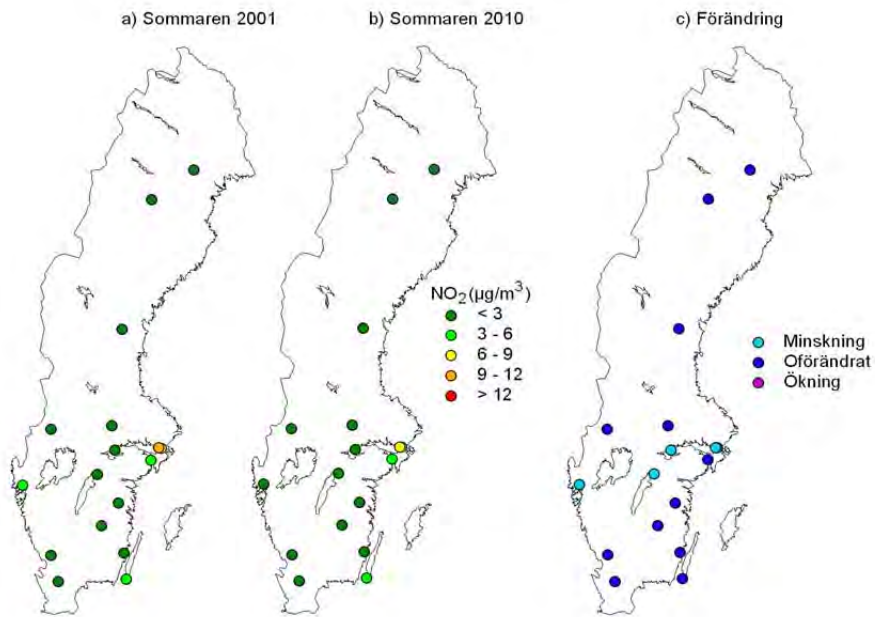 a) Sommaren 2001
b) Sommaren 2010
c) Förändring
NO2(µg/m3)
< 3
3 - 6
6 - 9
9 - 12
> 12
Minskning
Oförändrat
Ökning